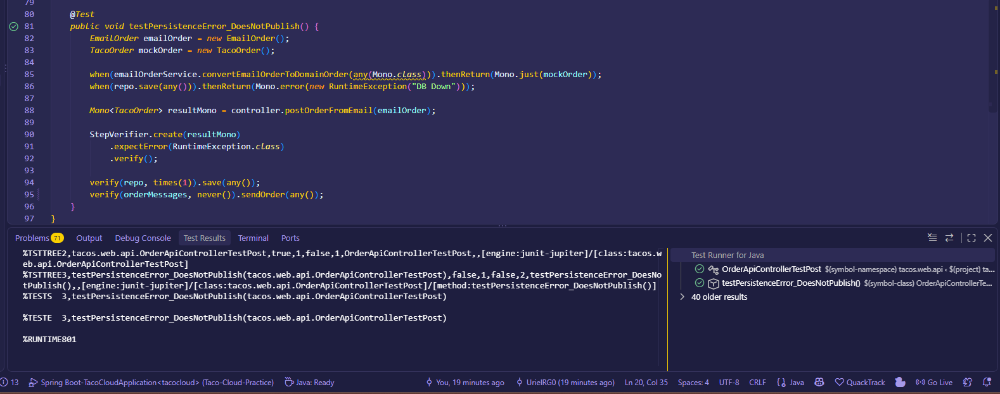 79
80 @Test
81 public void testPersistenceError_DoesNotPublish() {
82 EmailOrder emailOrder = new EmailOrder();
83 TacoOrder mockOrder = new TacoOrder();
84
85 when(emailOrderService.convertEmailOrderToDomainOrder(any(Mono.class))).thenReturn(Mono.just(mockOrder));
86 when(repo.save(any())).thenReturn(Mono.error(new RuntimeException("DB Down")));
87
88 Mono<TacoOrder> resultMono = controller.postOrderFromEmail(emailOrder);
89
90 StepVerifier.create(resultMono)
91 .expectError(RuntimeException.class)
92 .verify();
93
94 verify(repo, times(1)).save(any());
95 verify(orderMessages, never()).sendOrder(any());
96 }
97 }
Problems 71 Output Debug Console Test Results Terminal Ports
%TSTTREE2,tacos.web.api.OrderApiControllerTestPost,true,1,false,1,OrderApiControllerTestPost,,[engine:junit-jupiter]/[class:tacos.w
eb.api.OrderApiControllerTestPost]
%TSTTREE3,testPersistenceError_DoesNotPublish(tacos.web.api.OrderApiControllerTestPost),false,1,false,2,testPersistenceError_DoesNo
tPublish(),,[engine:junit-jupiter]/[class:tacos.web.api.OrderApiControllerTestPost]/[method:testPersistenceError_DoesNotPublish()]
%TESTS 3,testPersistenceError_DoesNotPublish(tacos.web.api.OrderApiControllerTestPost)
%TESTE 3,testPersistenceError_DoesNotPublish(tacos.web.api.OrderApiControllerTestPost)
%RUNTIME801
Test Runner for Java
OrderApiControllerTestPost $(symbol-namespace) tacos.web.api < $(project) ta...
testPersistenceError_DoesNotPublish() $(symbol-class) OrderApiControllerTe...
40 older results
13 Spring Boot-TacoCloudApplication<tacocloud> (Taco-Cloud-Practice) Java: Ready You, 19 minutes ago UrielRG0 (19 minutes ago) Ln 20, Col 35 Spaces: 4 UTF-8 CRLF Java QuackTrack Go Live